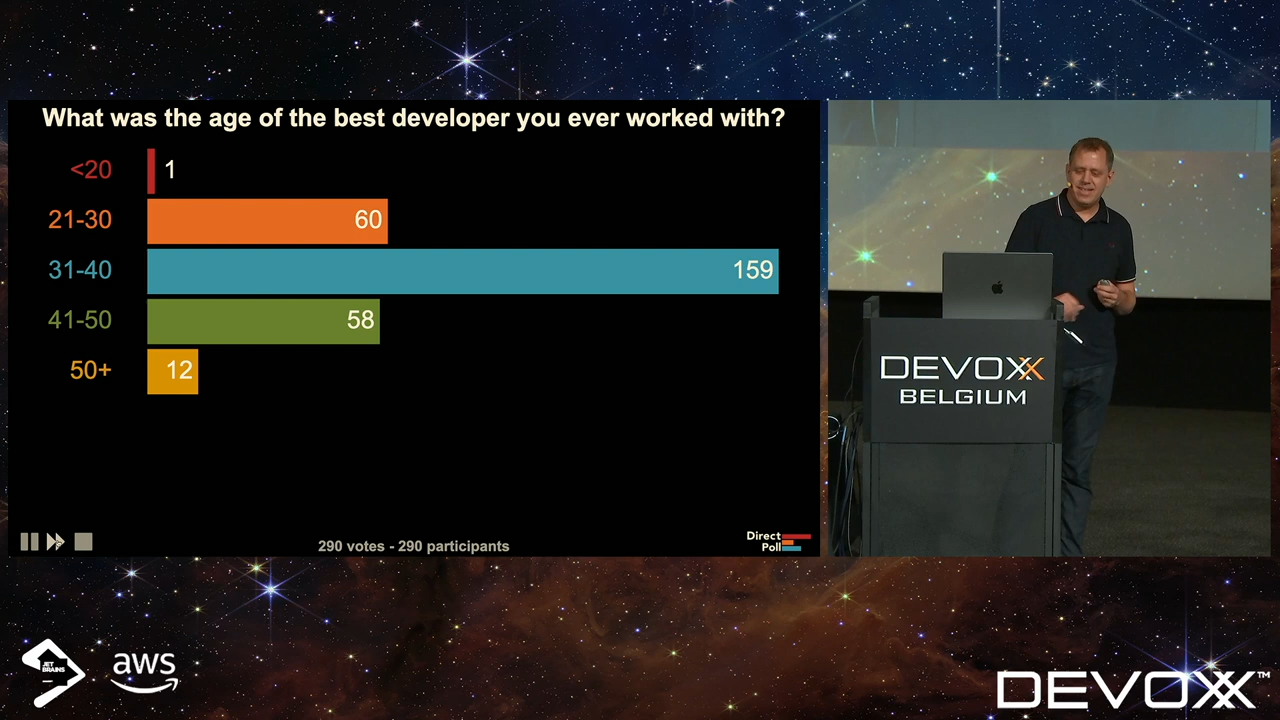 What was the age of the best developer you ever worked with?
<20 1
21-30 60
31-40 159
41-50 58
50+ 12
290 votes - 290 participants
Direct
Poll
DEVOXX
BELGIUM
JET
BRAINS
aws
DEVOXX™